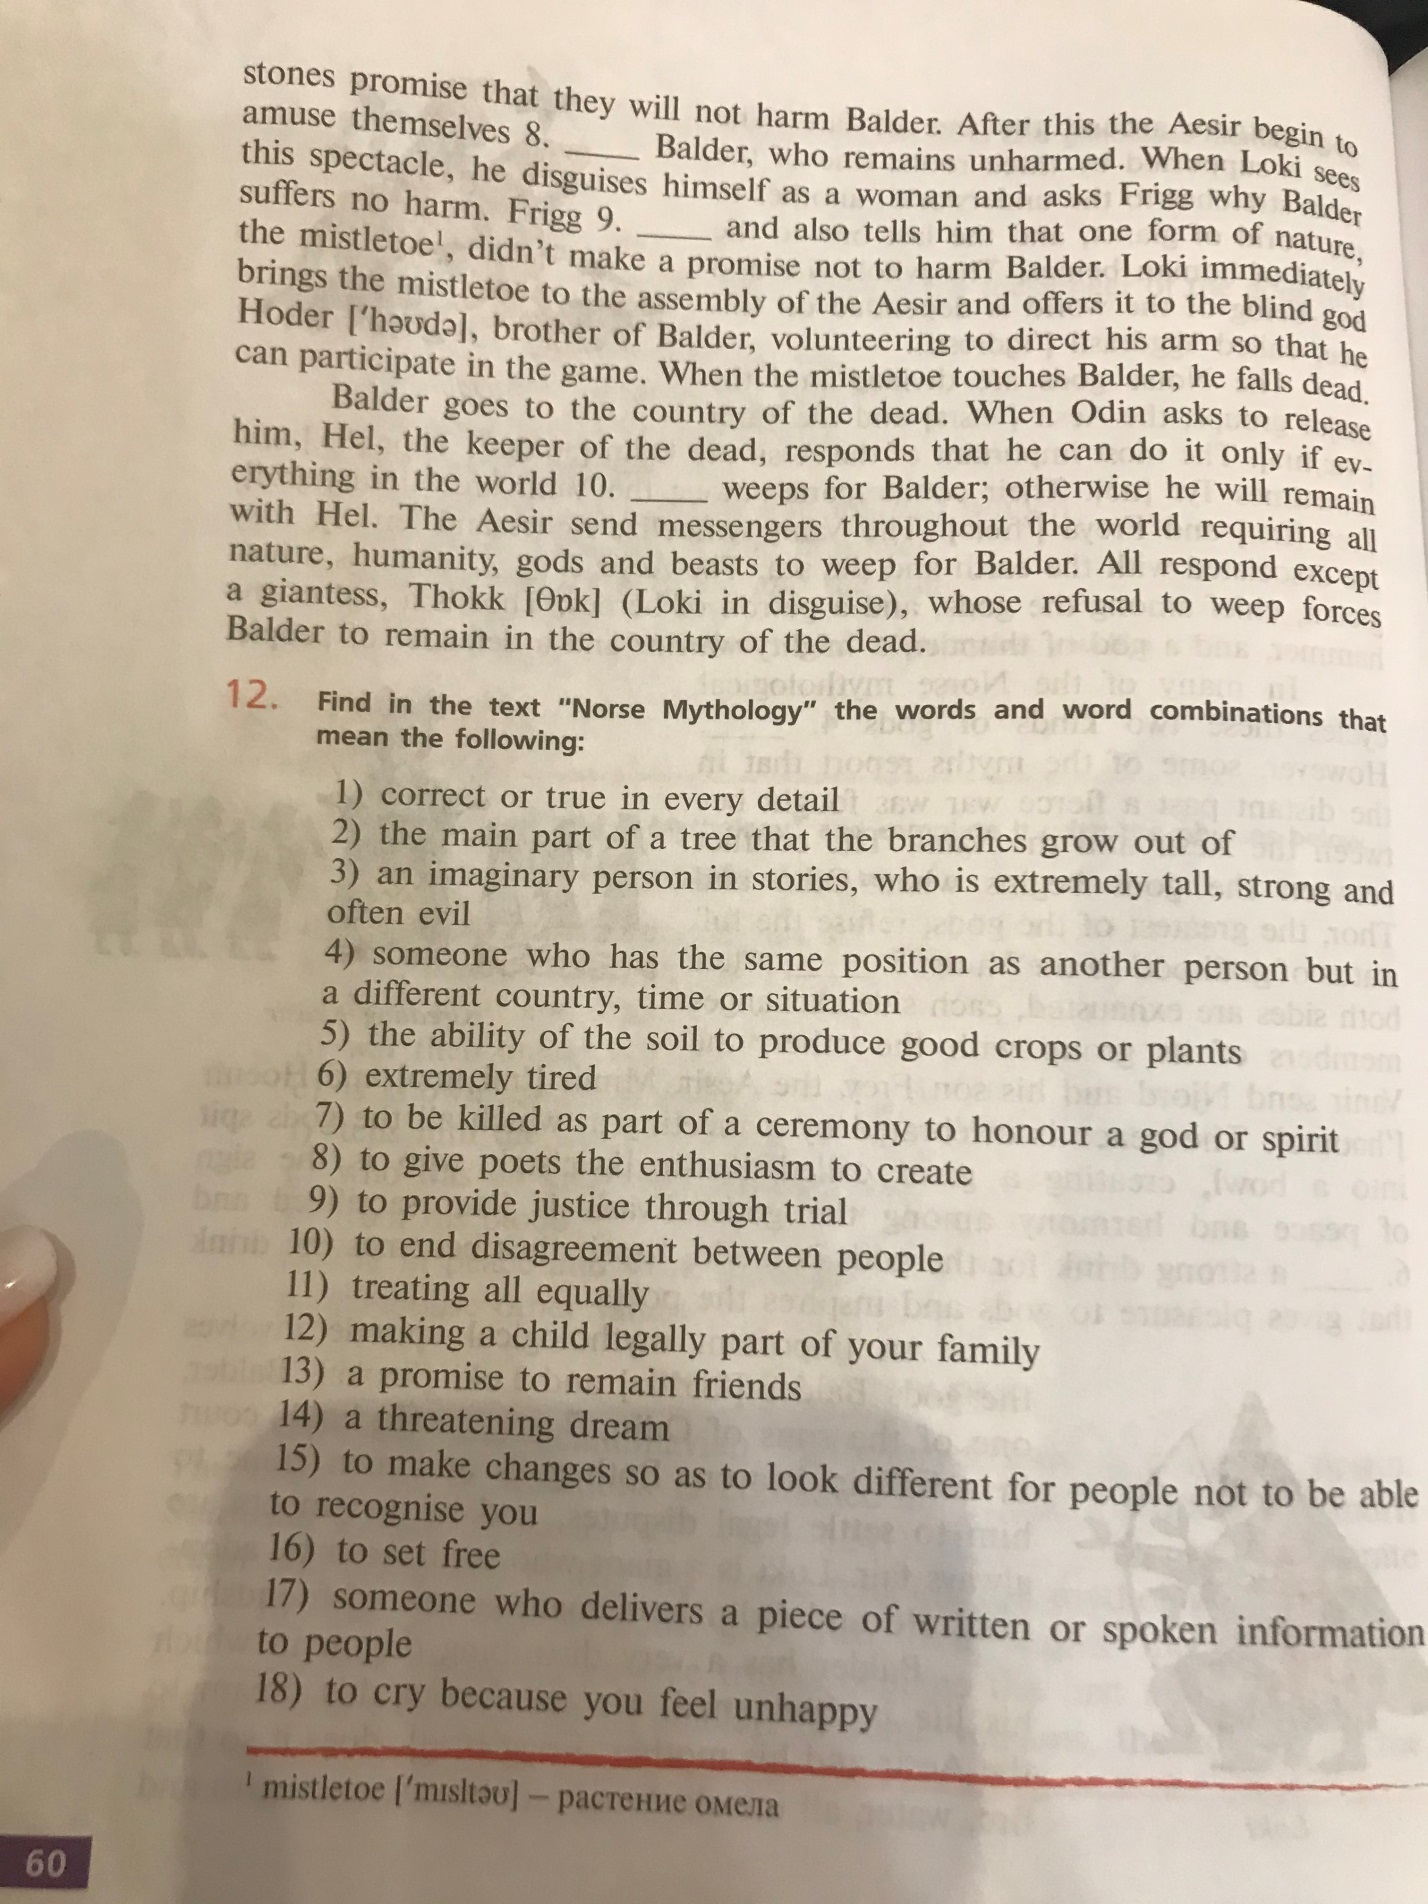 stones promise that they will not harm Balder. After this the Aesir begin to
amuse themselves 8. ____ Balder, who remains unharmed. When Loki sees
this spectacle, he disguises himself as a woman and asks Frigg why Balder
suffers no harm. Frigg 9. ____ and also tells him that one form of nature,
the mistletoe¹, didn't make a promise not to harm Balder. Loki immediately
brings the mistletoe to the assembly of the Aesir and offers it to the blind god
Hoder [ˈhəʊdə], brother of Balder, volunteering to direct his arm so that he
can participate in the game. When the mistletoe touches Balder, he falls dead.
Balder goes to the country of the dead. When Odin asks to release
him, Hel, the keeper of the dead, responds that he can do it only if ev-
erything in the world 10. ____ weeps for Balder; otherwise he will remain
with Hel. The Aesir send messengers throughout the world requiring all
nature, humanity, gods and beasts to weep for Balder. All respond except
a giantess, Thokk [θɒk] (Loki in disguise), whose refusal to weep forces
Balder to remain in the country of the dead.
12. Find in the text "Norse Mythology" the words and word combinations that
mean the following:
1) correct or true in every detail
2) the main part of a tree that the branches grow out of
3) an imaginary person in stories, who is extremely tall, strong and
often evil
4) someone who has the same position as another person but in
a different country, time or situation
5) the ability of the soil to produce good crops or plants
6) extremely tired
7) to be killed as part of a ceremony to honour a god or spirit
8) to give poets the enthusiasm to create
9) to provide justice through trial
10) to end disagreement between people
11) treating all equally
12) making a child legally part of your family
13) a promise to remain friends
14) a threatening dream
15) to make changes so as to look different for people not to be able
to recognise you
16) to set free
17) someone who delivers a piece of written or spoken information
to people
18) to cry because you feel unhappy
¹ mistletoe [ˈmɪsltəʊ] – растение омела
60